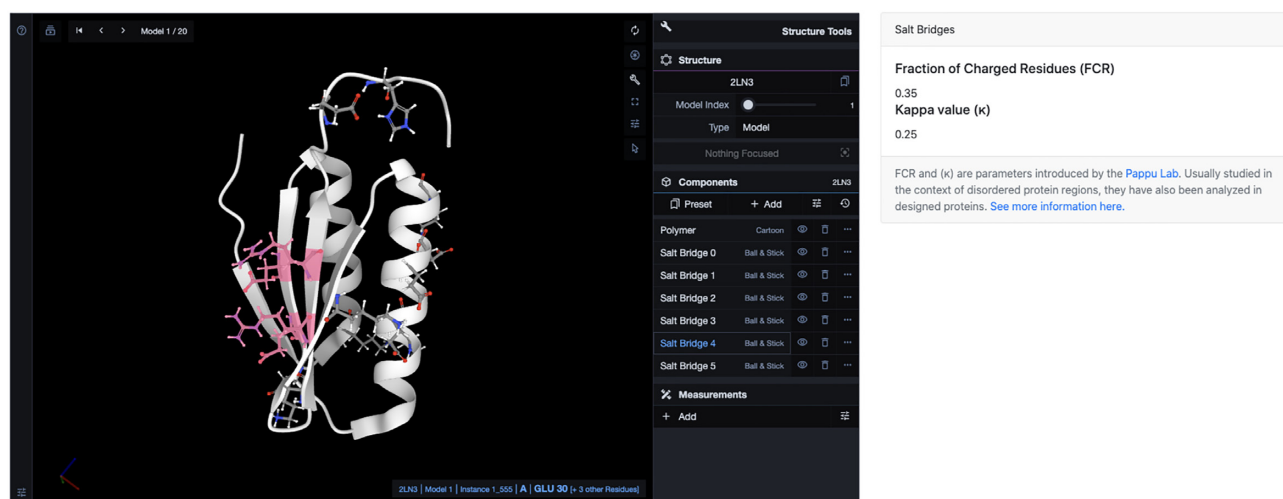 Model 1 / 20
Structure Tools
Structure
2LN3
Model Index 1
Type Model
Nothing Focused
Components 2LN3
Preset + Add
Polymer Cartoon
Salt Bridge 0 Ball & Stick
Salt Bridge 1 Ball & Stick
Salt Bridge 2 Ball & Stick
Salt Bridge 3 Ball & Stick
Salt Bridge 4 Ball & Stick
Salt Bridge 5 Ball & Stick
Measurements
+ Add
2LN3 | Model 1 | Instance 1_555 | A | GLU 30 [+ 3 other Residues]
Salt Bridges
Fraction of Charged Residues (FCR)
0.35
Kappa value (κ)
0.25
FCR and (κ) are parameters introduced by the Pappu Lab. Usually studied in
the context of disordered protein regions, they have also been analyzed in
designed proteins. See more information here.